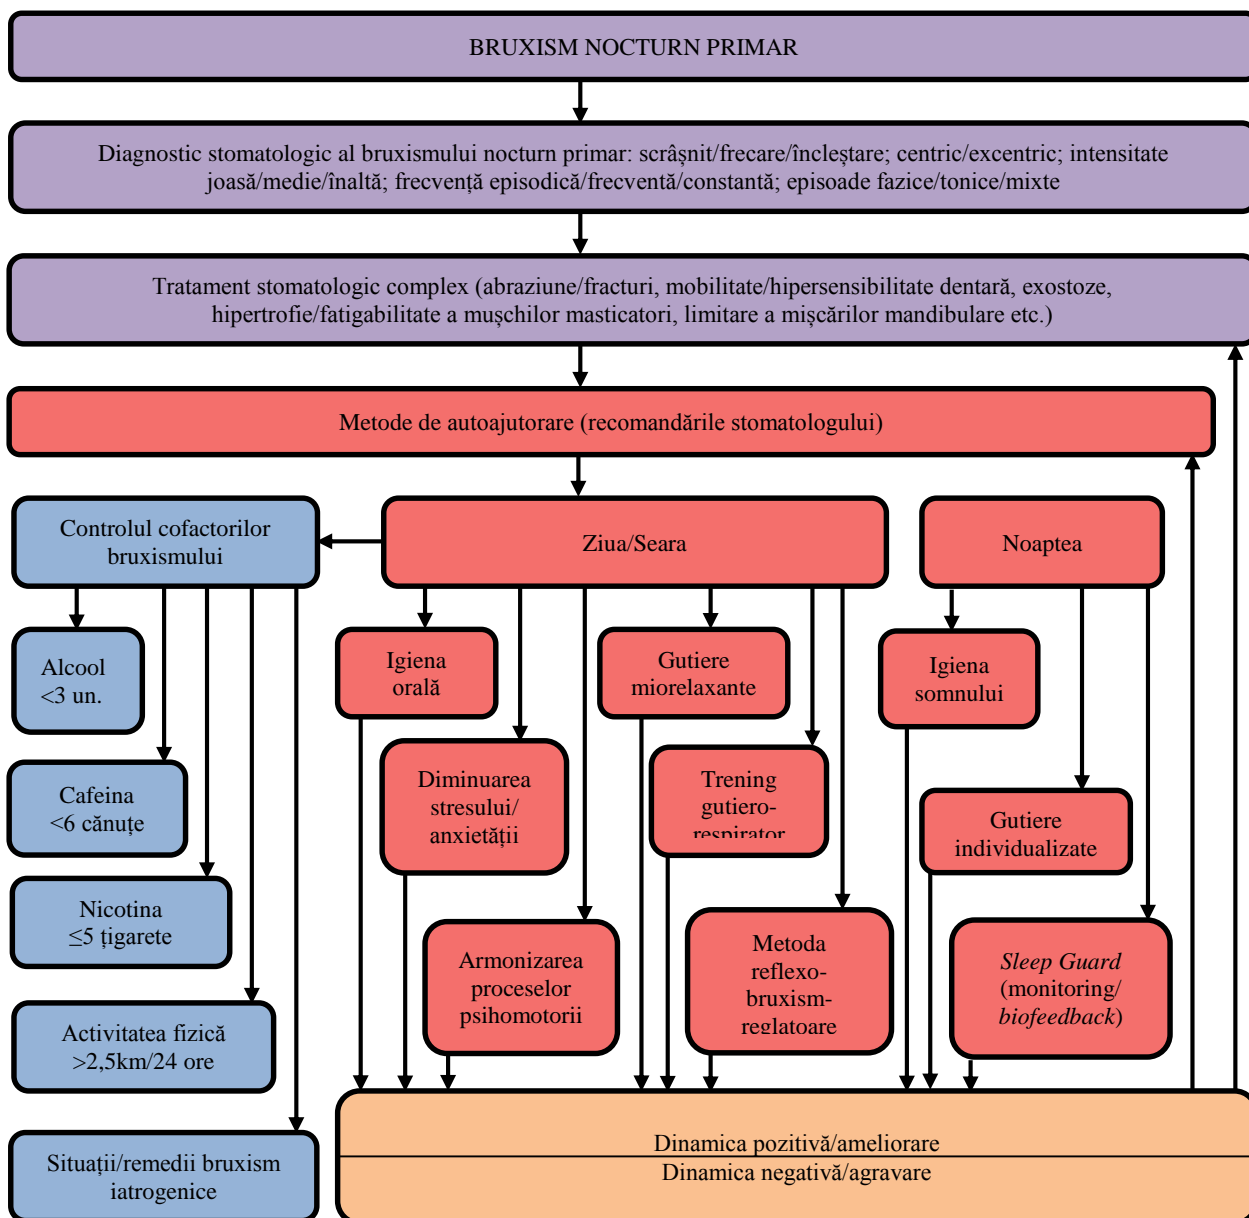 BRUXISM NOCTURN PRIMAR
Diagnostic stomatologic al bruxismului nocturn primar: scrâșnit/frecare/încleștare; centric/excentric; intensitate
joasă/medie/înaltă; frecvență episodică/frecventă/constantă; episoade fazice/tonice/mixte
Tratament stomatologic complex (abraziune/fracturi, mobilitate/hipersensibilitate dentară, exostoze,
hipertrofie/fatigabilitate a mușchilor masticatori, limitare a mișcărilor mandibulare etc.)
Metode de autoajutorare (recomandările stomatologului)
Controlul cofactorilor
bruxismului
Ziua/Seara
Noaptea
Alcool
<3 un.
Cafeina
<6 cănuțe
Nicotina
≤5 țigarete
Activitatea fizică
>2,5km/24 ore
Situații/remedii bruxism
iatrogenice
Igiena
orală
Diminuarea
stresului/
anxietății
Armonizarea
proceselor
psihomotorii
Gutiere
miorelaxante
Trening
gutiero-
respirator
Metoda
reflexo-
bruxism-
reglatoare
Igiena
somnului
Gutiere
individualizate
Sleep Guard
(monitoring/
biofeedback)
Dinamica pozitivă/ameliorare
Dinamica negativă/agravare